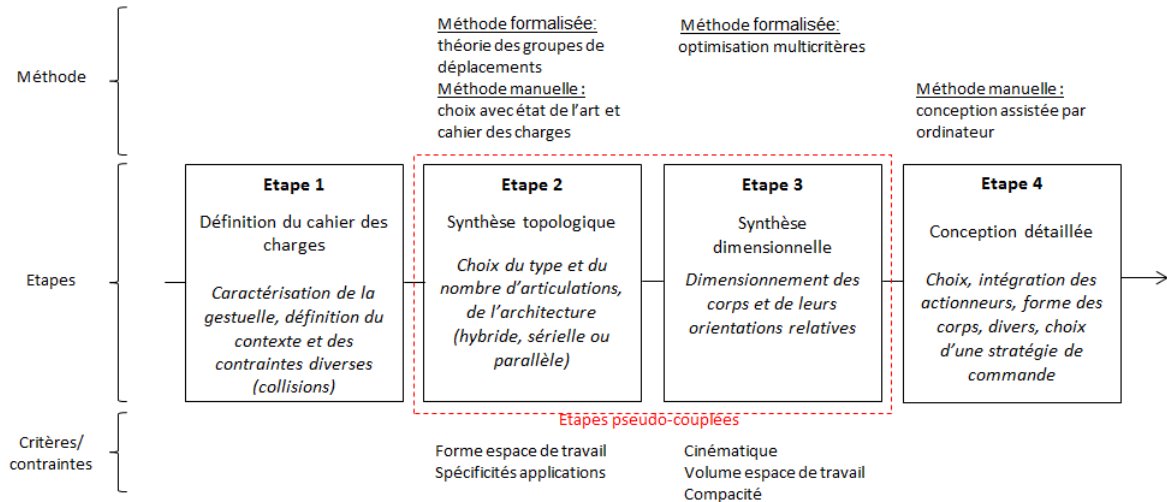 Méthode
Méthode formalisée:
théorie des groupes de
déplacements
Méthode manuelle :
choix avec état de l'art et
cahier des charges
Méthode formalisée:
optimisation multicritères
Méthode manuelle :
conception assistée par
ordinateur
Etapes
Etape 1
Définition du cahier des
charges
Caractérisation de la
gestuelle, définition du
contexte et des
contraintes diverses
(collisions)
Etape 2
Synthèse topologique
Choix du type et du
nombre d'articulations,
de l'architecture
(hybride, sérielle ou
parallèle)
Etape 3
Synthèse
dimensionnelle
Dimensionnement des
corps et de leurs
orientations relatives
Etape 4
Conception détaillée
Choix, intégration des
actionneurs, forme des
corps, divers, choix
d'une stratégie de
commande
Etapes pseudo-couplées
Critères/
contraintes
Forme espace de travail
Spécificités applications
Cinématique
Volume espace de travail
Compacité